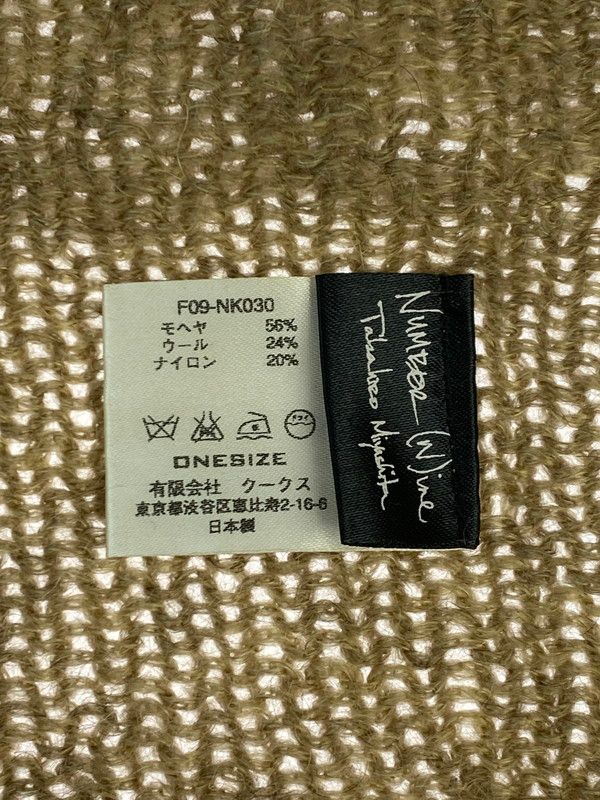 F09-NK030
モヘヤ 56%
ウール 24%
ナイロン 20%
ドライ
ONESIZE
有限会社 クークス
東京都渋谷区恵比寿2-16-6
日本製
NUMBER (N)ine
Takahiro Miyashita